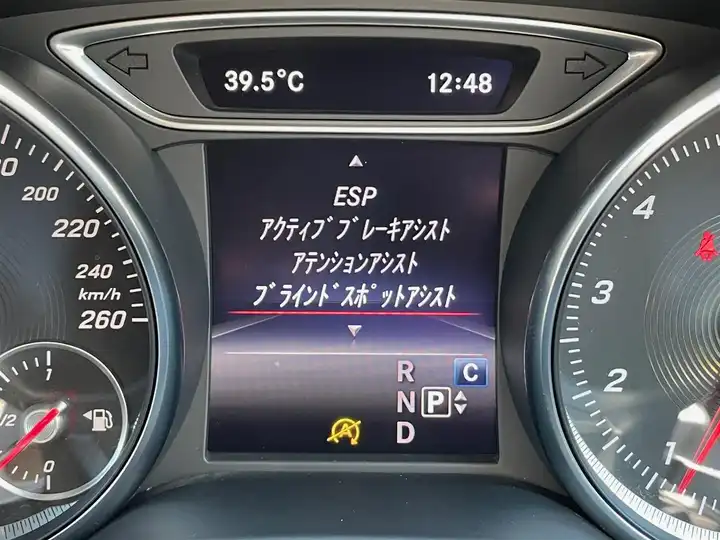 39.5°C 12:48
ESP
アクティブブレーキアシスト
アテンションアシスト
ブラインドスポットアシスト
R C
N P
D
200
220
240
km/h
260
1
1/2
0
4
3
2
1